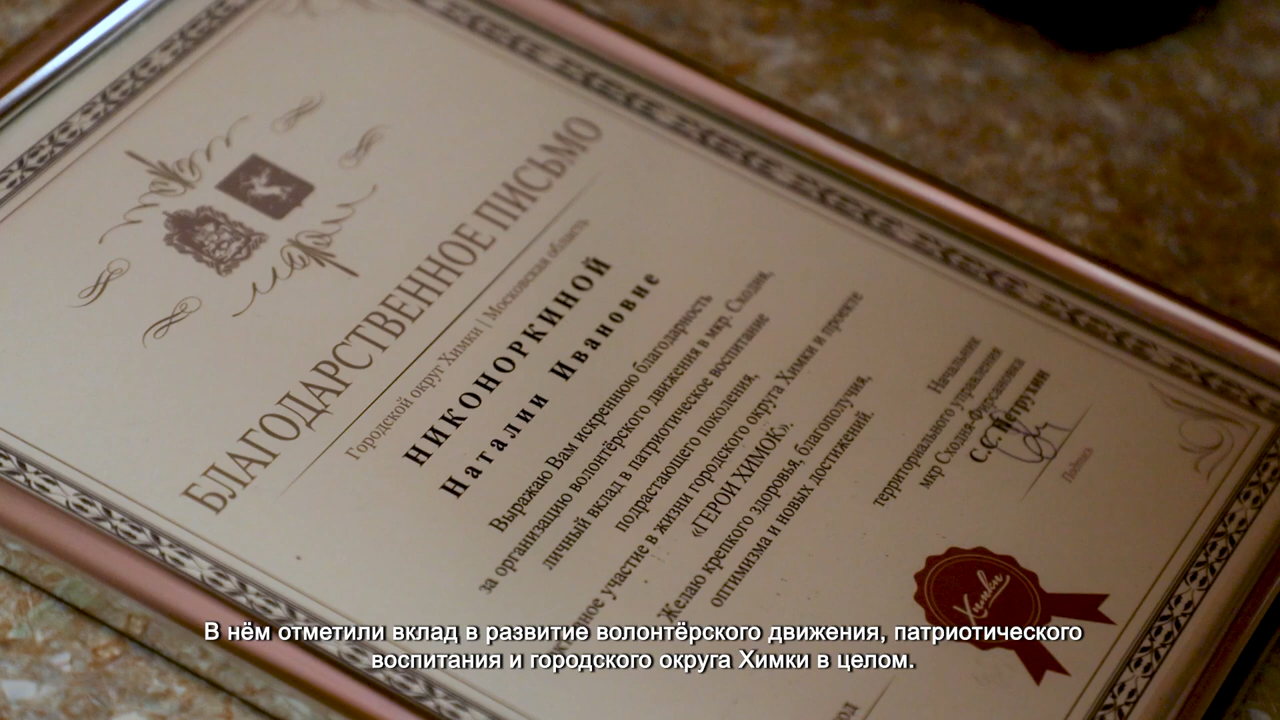 БЛАГОДАРСТВЕННОЕ ПИСЬМО
Городской округ Химки | Московская область
НИКОНОРКИНОЙ
Наталии Ивановне
Выражаю Вам искреннюю благодарность
за организацию волонтёрского движения в мкр. Сходня,
личный вклад в патриотическое воспитание
подрастающего поколения,
участие в жизни городского округа Химки и проекте
«ГЕРОИ ХИМОК».
Желаю крепкого здоровья, благополучия,
оптимизма и новых достижений.
Начальник
территориального управления
мкр Сходня-Фирсановка
С.С. Петрухин
Подпись
Химки
В нём отметили вклад в развитие волонтёрского движения, патриотического
воспитания и городского округа Химки в целом.